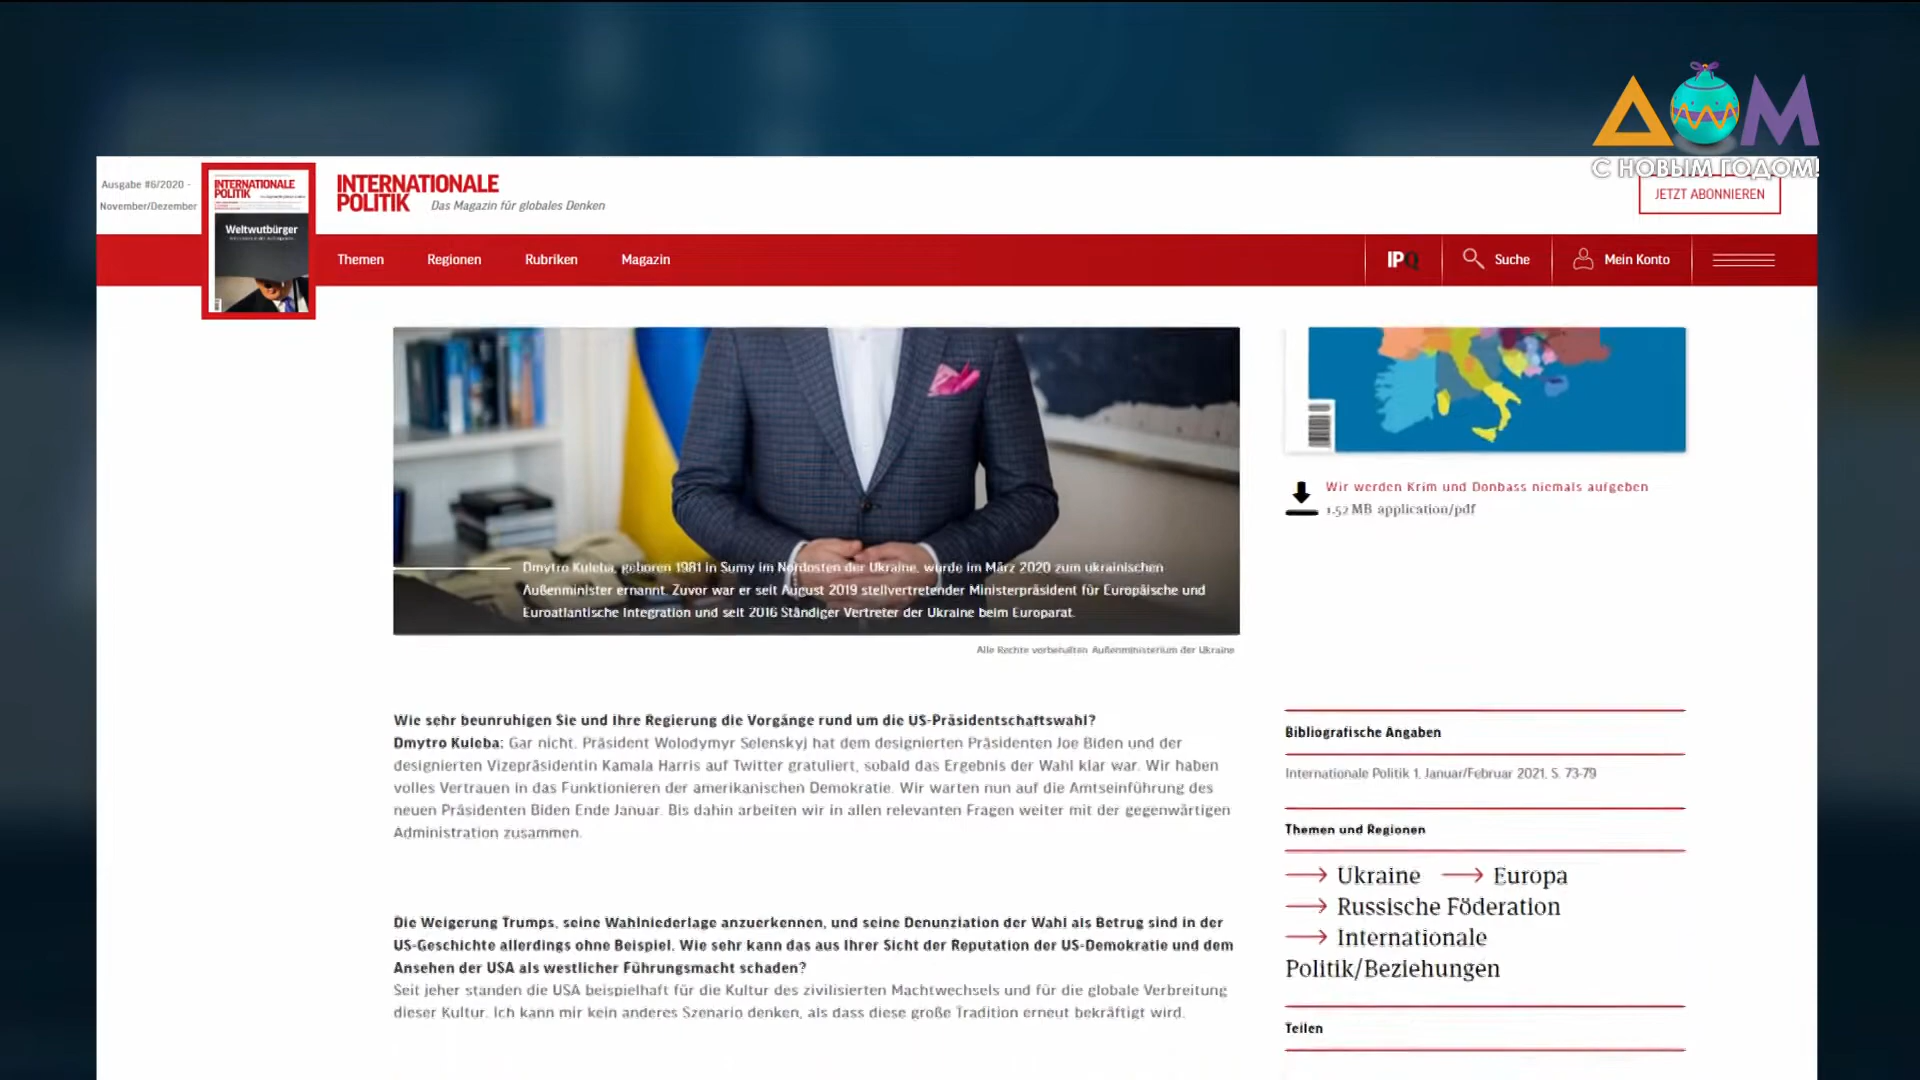 ДОМ
С НОВЫМ ГОДОМ!
Ausgabe #6/2020 -
November/Dezember
INTERNATIONALE
POLITIK
Weltwutbürger
INTERNATIONALE
POLITIK
Das Magazin für globales Denken
JETZT ABONNIEREN
Themen
Regionen
Rubriken
Magazin
IPQ
Suche
Mein Konto
Dmytro Kuleba, geboren 1981 in Sumy im Nordosten der Ukraine, wurde im März 2020 zum ukrainischen
Außenminister ernannt. Zuvor war er seit August 2019 stellvertretender Ministerpräsident für Europäische und
Euroatlantische Integration und seit 2016 Ständiger Vertreter der Ukraine beim Europarat.
Alle Rechte vorbehalten Außenministerium der Ukraine
Wie sehr beunruhigen Sie und Ihre Regierung die Vorgänge rund um die US-Präsidentschaftswahl?
Dmytro Kuleba: Gar nicht. Präsident Wolodymyr Selenskyj hat dem designierten Präsidenten Joe Biden und der
designierten Vizepräsidentin Kamala Harris auf Twitter gratuliert, sobald das Ergebnis der Wahl klar war. Wir haben
volles Vertrauen in das Funktionieren der amerikanischen Demokratie. Wir warten nun auf die Amtseinführung des
neuen Präsidenten Biden Ende Januar. Bis dahin arbeiten wir in allen relevanten Fragen weiter mit der gegenwärtigen
Administration zusammen.
Die Weigerung Trumps, seine Wahlniederlage anzuerkennen, und seine Denunziation der Wahl als Betrug sind in der
US-Geschichte allerdings ohne Beispiel. Wie sehr kann das aus Ihrer Sicht der Reputation der US-Demokratie und dem
Ansehen der USA als westlicher Führungsmacht schaden?
Seit jeher standen die USA beispielhaft für die Kultur des zivilisierten Machtwechsels und für die globale Verbreitung
dieser Kultur. Ich kann mir kein anderes Szenario denken, als dass diese große Tradition erneut bekräftigt wird.
Wir werden Krim und Donbass niemals aufgeben
1.52 MB application/pdf
Bibliografische Angaben
Internationale Politik 1, Januar/Februar 2021, S. 73-79
Themen und Regionen
Ukraine
Europa
Russische Föderation
Internationale
Politik/Beziehungen
Teilen